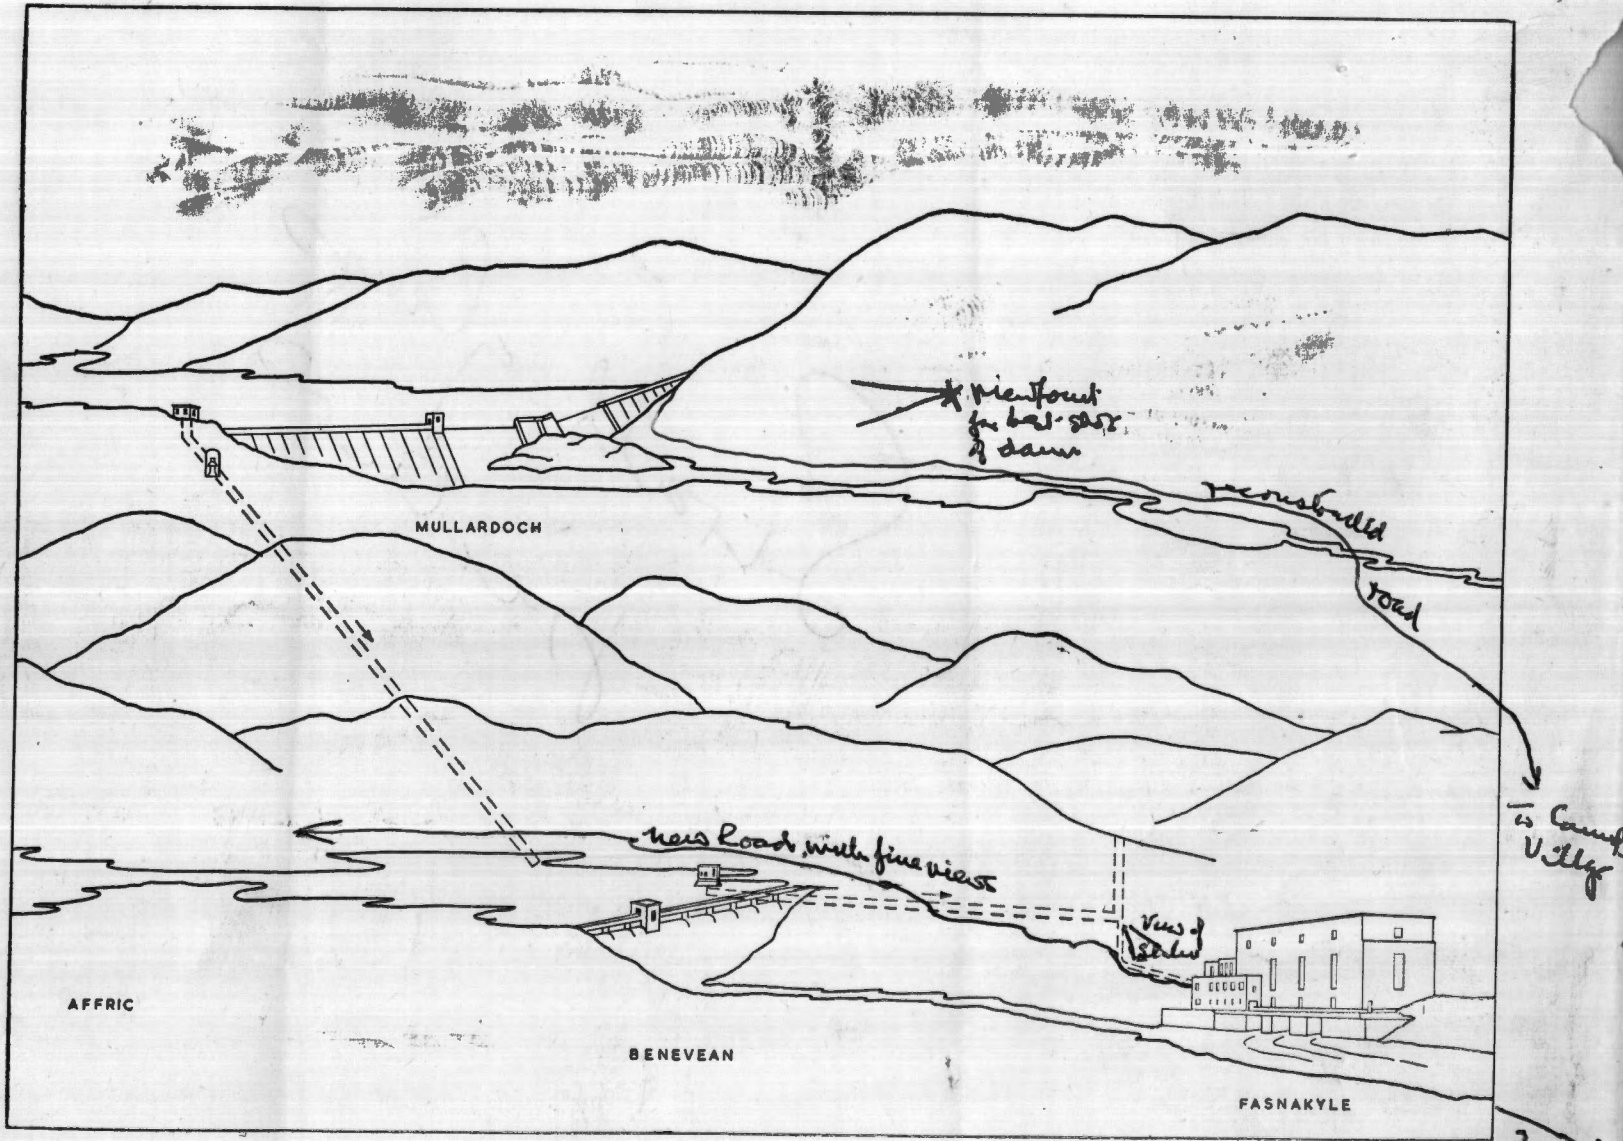 viewpoint
for best shot
of dam
reconstructed
road
MULLARDOCH
to Camp
Village
new Road, with fine views
View of
Station
AFFRIC
BENEVEAN
FASNAKYLE